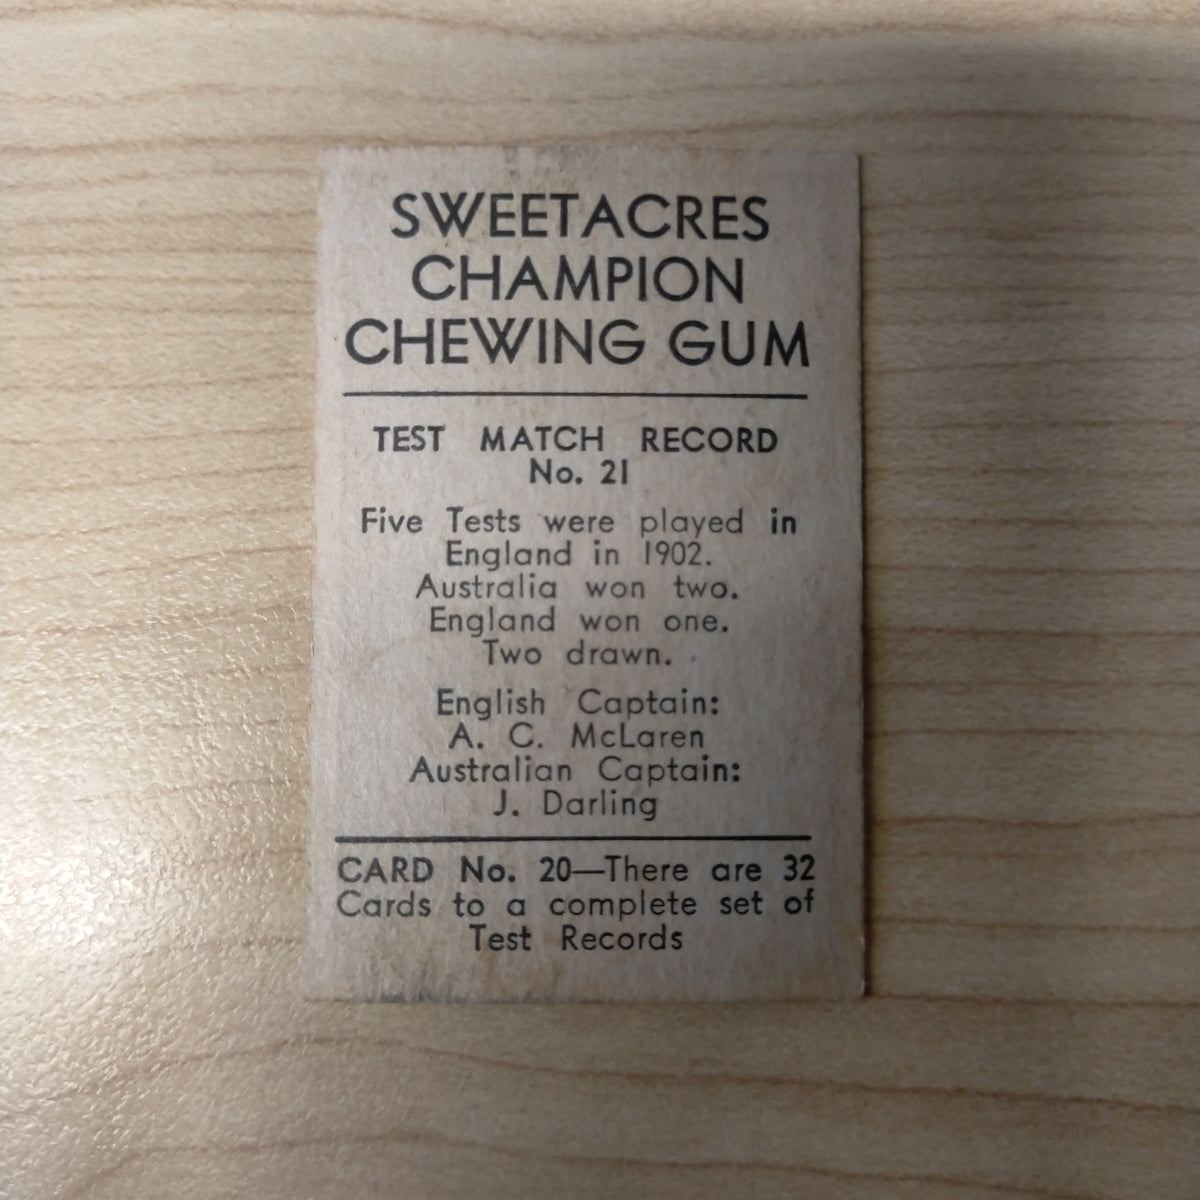 SWEETACRES
CHAMPION
CHEWING GUM
TEST MATCH RECORD
No. 21
Five Tests were played in
England in 1902.
Australia won two.
England won one.
Two drawn.
English Captain:
A. C. McLaren
Australian Captain:
J. Darling
CARD No. 20—There are 32
Cards to a complete set of
Test Records